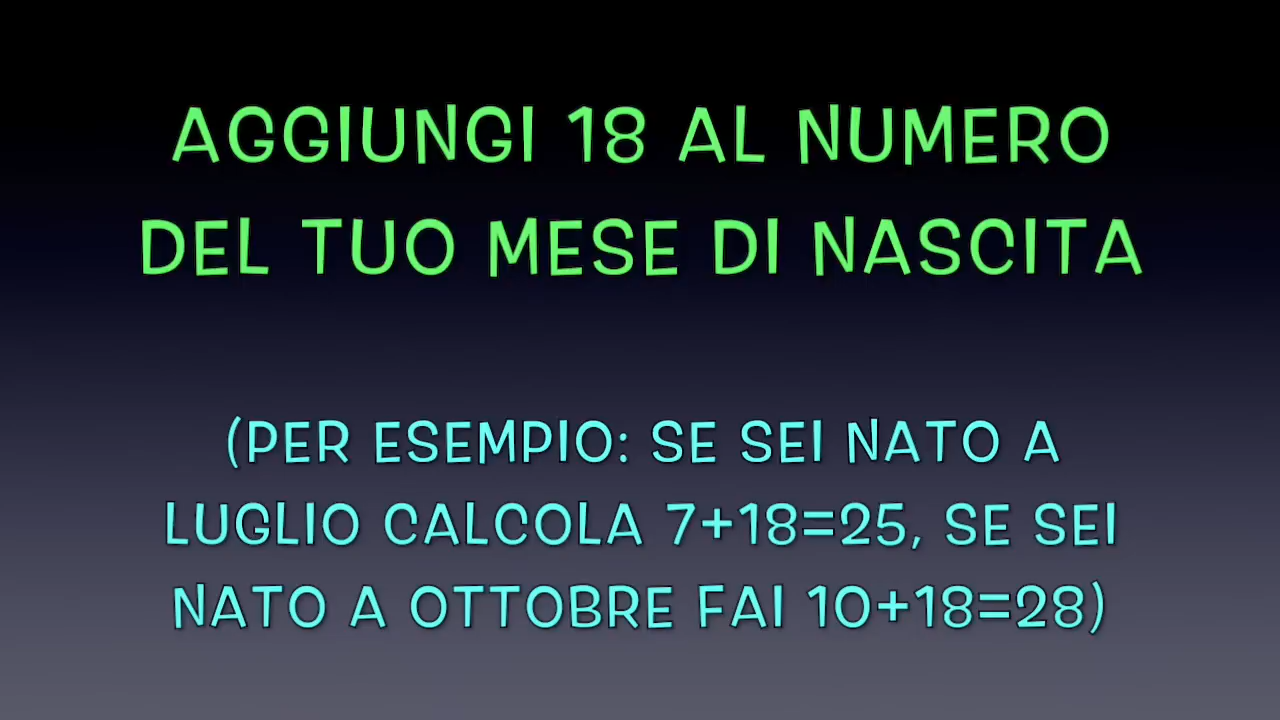 AGGIUNGI 18 AL NUMERO
DEL TUO MESE DI NASCITA
(PER ESEMPIO: SE SEI NATO A
LUGLIO CALCOLA 7+18=25, SE SEI
NATO A OTTOBRE FAI 10+18=28)